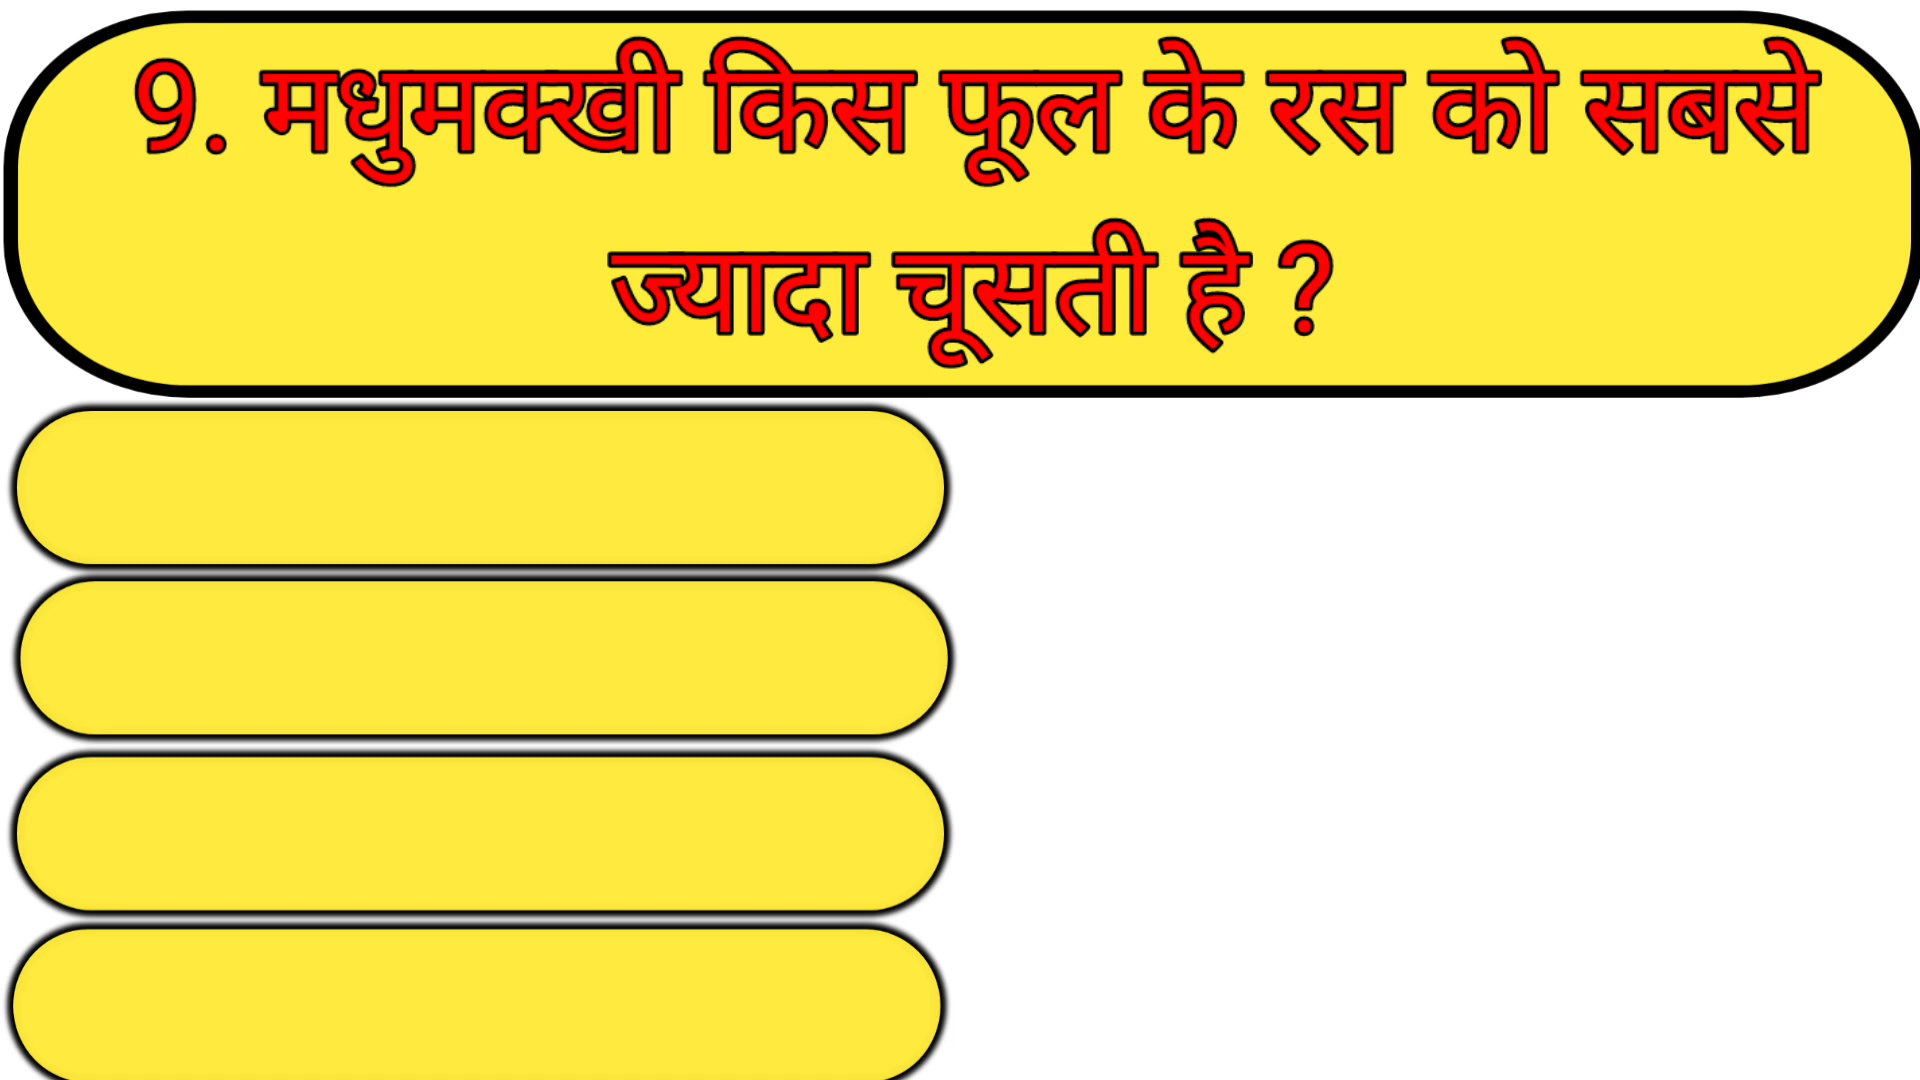 9. मधुमक्खी किस फूल के रस को सबसे
ज्यादा चूसती है ?